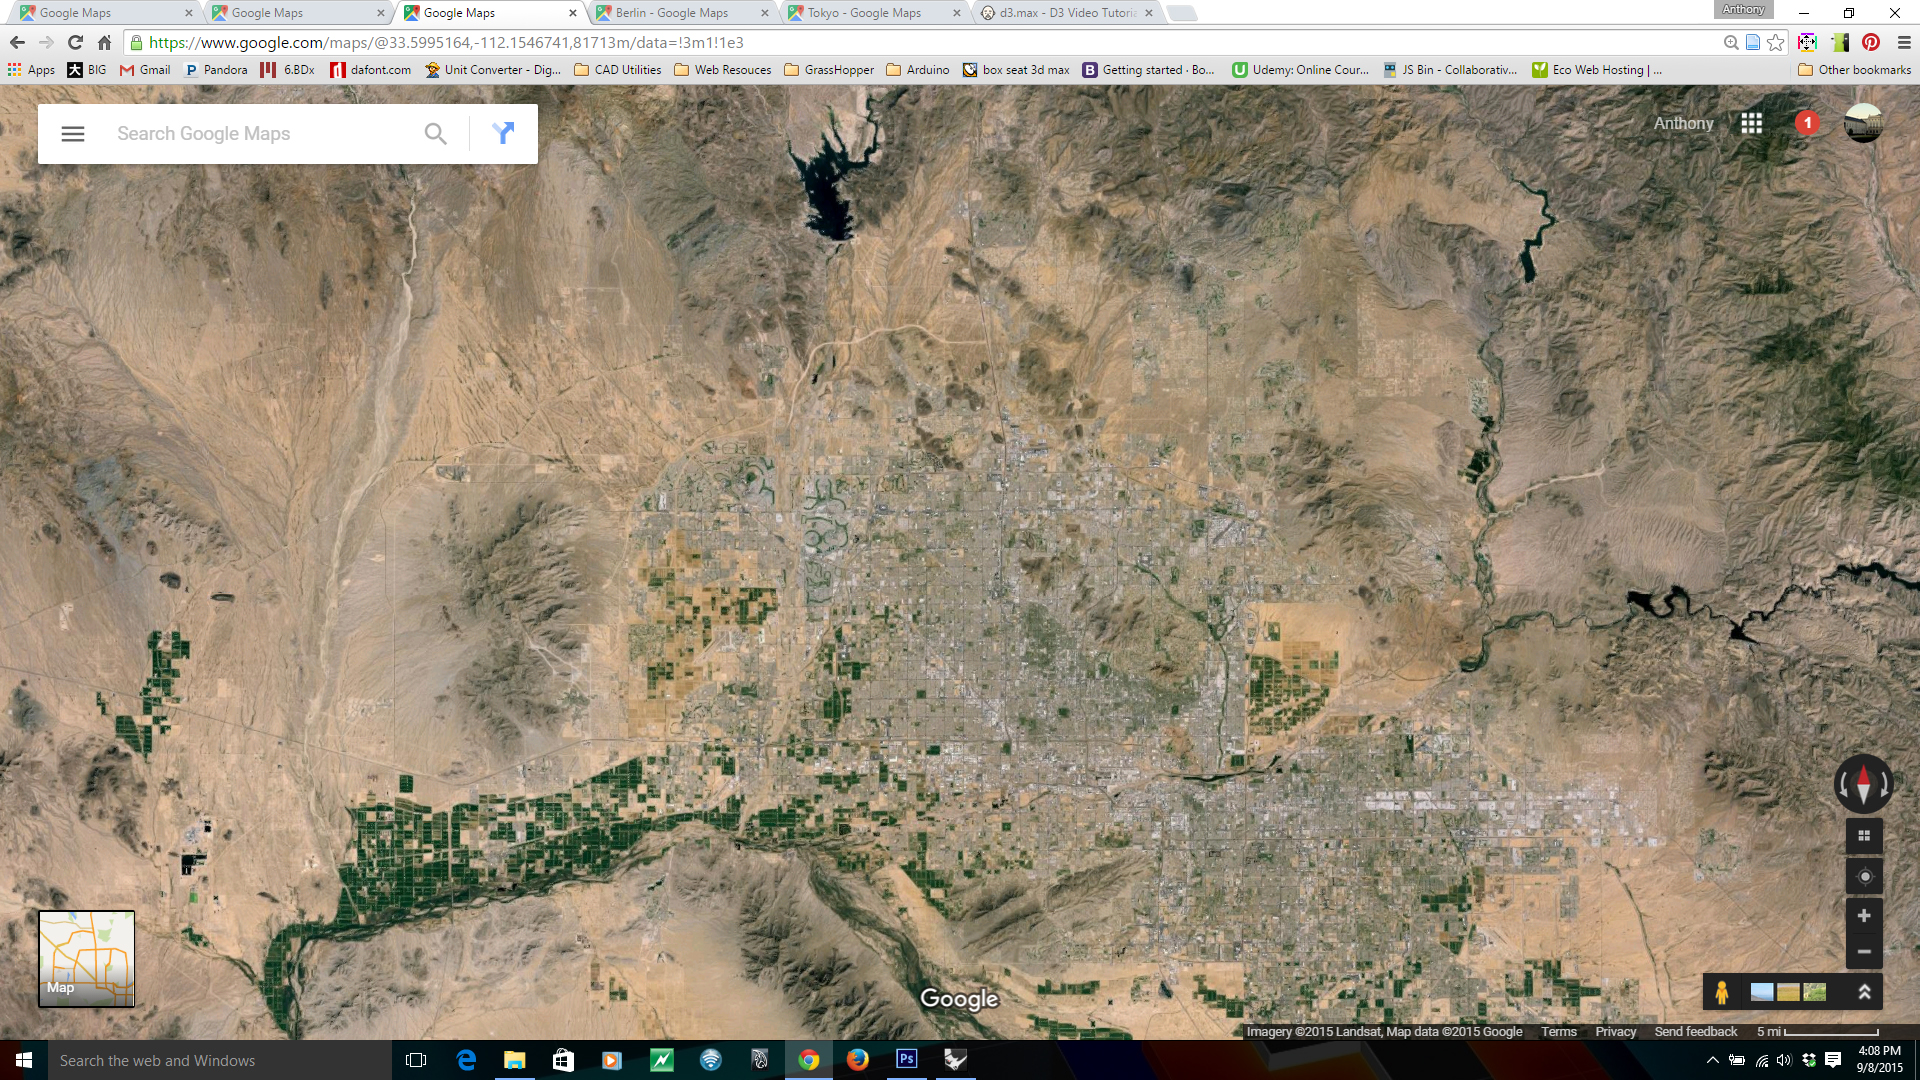 Google Maps
Google Maps
Google Maps
Berlin - Google Maps
Tokyo - Google Maps
d3.max - D3 Video Tutoria
Anthony
https://www.google.com/maps/@33.5995164,-112.1546741,81713m/data=!3m1!1e3
Apps
BIG
Gmail
Pandora
6.BDx
dafont.com
Unit Converter - Dig...
CAD Utilities
Web Resouces
GrassHopper
Arduino
box seat 3d max
Getting started · Bo...
Udemy: Online Cour...
JS Bin - Collaborativ...
Eco Web Hosting | ...
Other bookmarks
Search Google Maps
Anthony
1
Map
Google
Imagery ©2015 Landsat, Map data ©2015 Google
Terms
Privacy
Send feedback
5 mi
Search the web and Windows
Ps
4:08 PM
9/8/2015